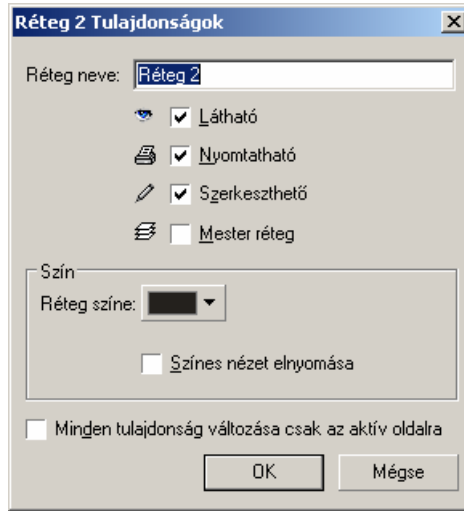 Réteg 2 Tulajdonságok
Réteg neve: Réteg 2
Látható
Nyomtatható
Szerkeszthető
Mester réteg
Szín
Réteg színe:
Színes nézet elnyomása
Minden tulajdonság változása csak az aktív oldalra
OK Mégse